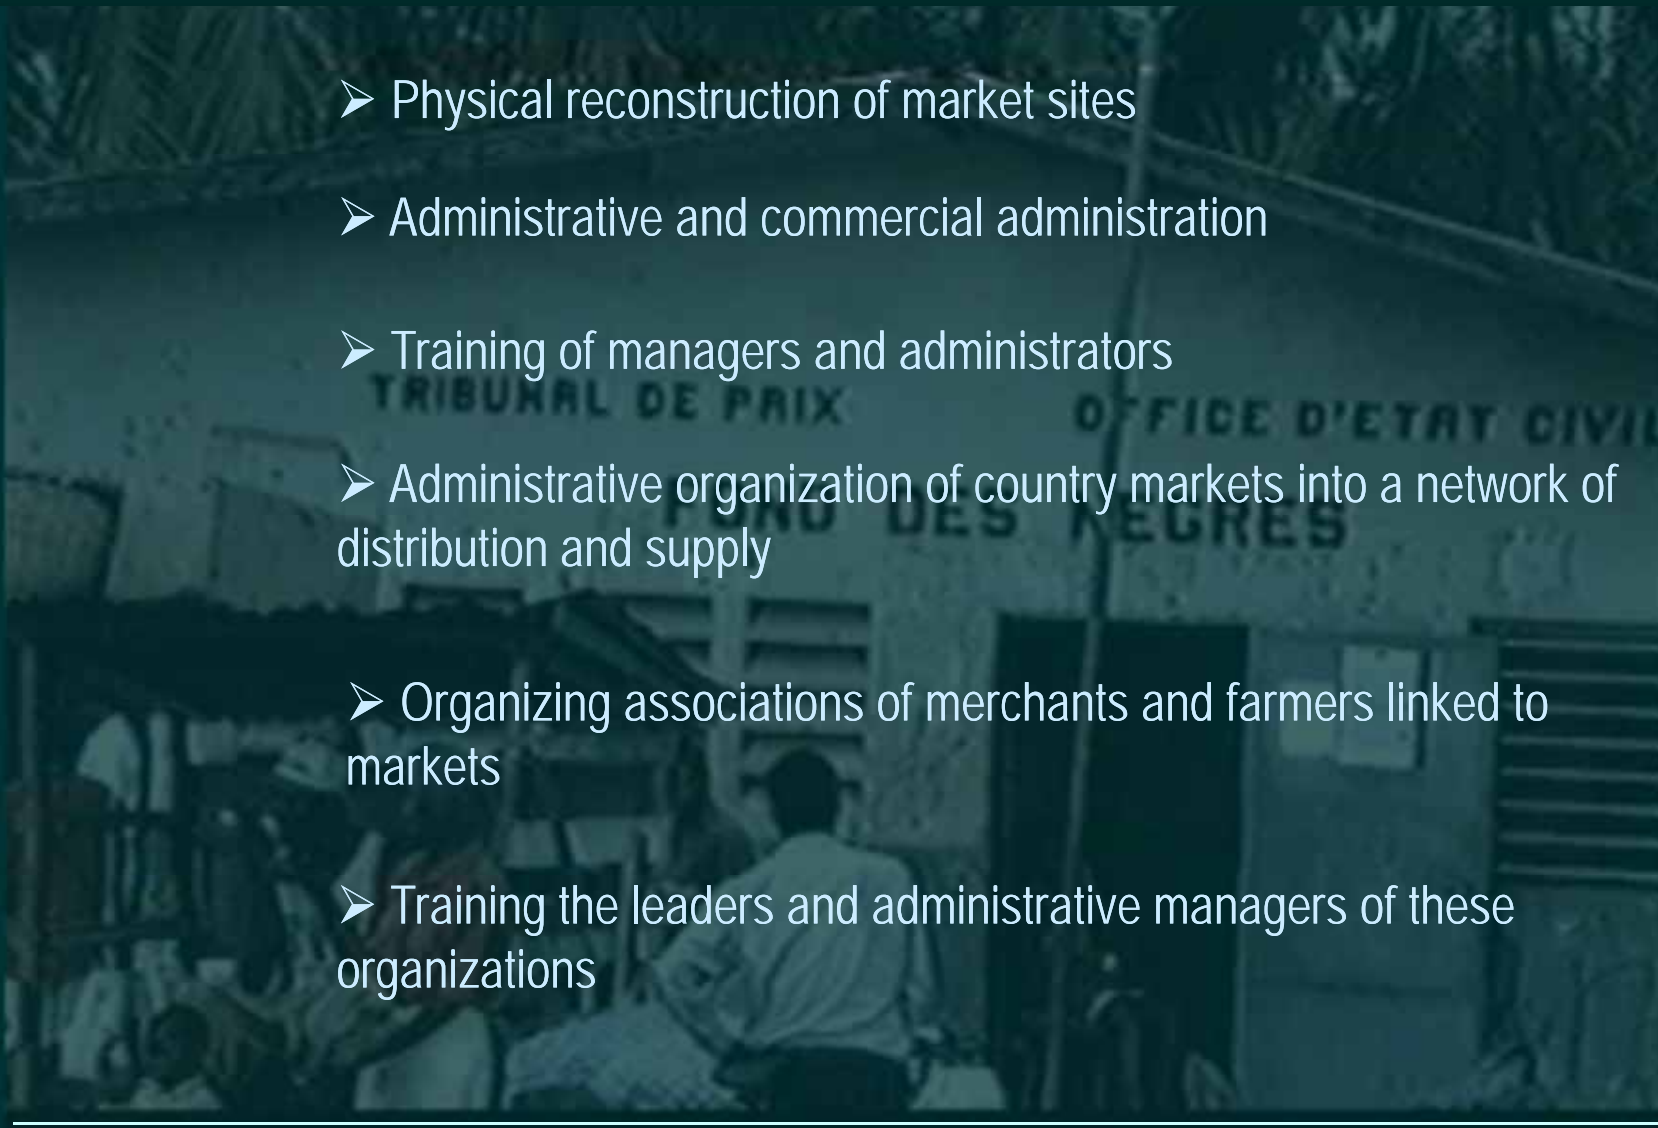 ➢ Physical reconstruction of market sites
➢ Administrative and commercial administration
➢ Training of managers and administrators
TRIBUNAL DE PAIX
OFFICE D'ETAT CIVIL
➢ Administrative organization of country markets into a network of
distribution and supply
FOND DES NEGRES
➢ Organizing associations of merchants and farmers linked to
markets
➢ Training the leaders and administrative managers of these
organizations